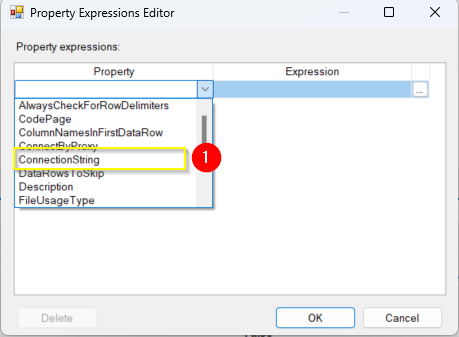 Property Expressions Editor
Property expressions:
Property Expression
...
AlwaysCheckForRowDelimiters
CodePage
ColumnNamesInFirstDataRow
ConnectByProxy
ConnectionString
1
DataRowsToSkip
Description
FileUsageType
Delete OK Cancel